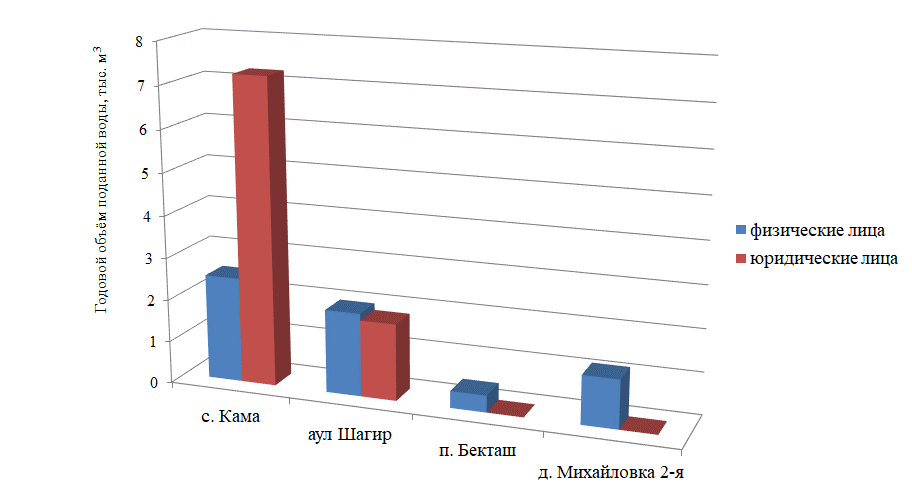 Годовой объём поданной воды, тыс. м³
8
7
6
5
4
3
2
1
0
с. Кама
аул Шагир
п. Бекташ
д. Михайловка 2-я
физические лица
юридические лица